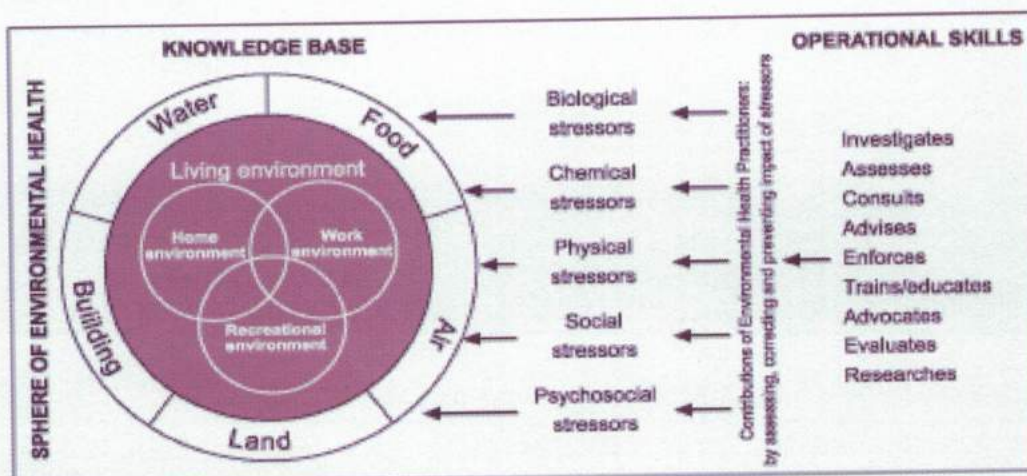 KNOWLEDGE BASE
OPERATIONAL SKILLS
SPHERE OF ENVIRONMENTAL HEALTH
Water
Food
Air
Land
Buiilding
Living environment
Home
environment
Work
environment
Recreational
environment
Biological
stressors
Chemical
stressors
Physical
stressors
Social
stressors
Psychosocial
stressors
Contributions of Environmental Health Practitioners:
by assessing, correcting and preventing impact of stressors
Investigates
Assesses
Consults
Advises
Enforces
Trains/educates
Advocates
Evaluates
Researches